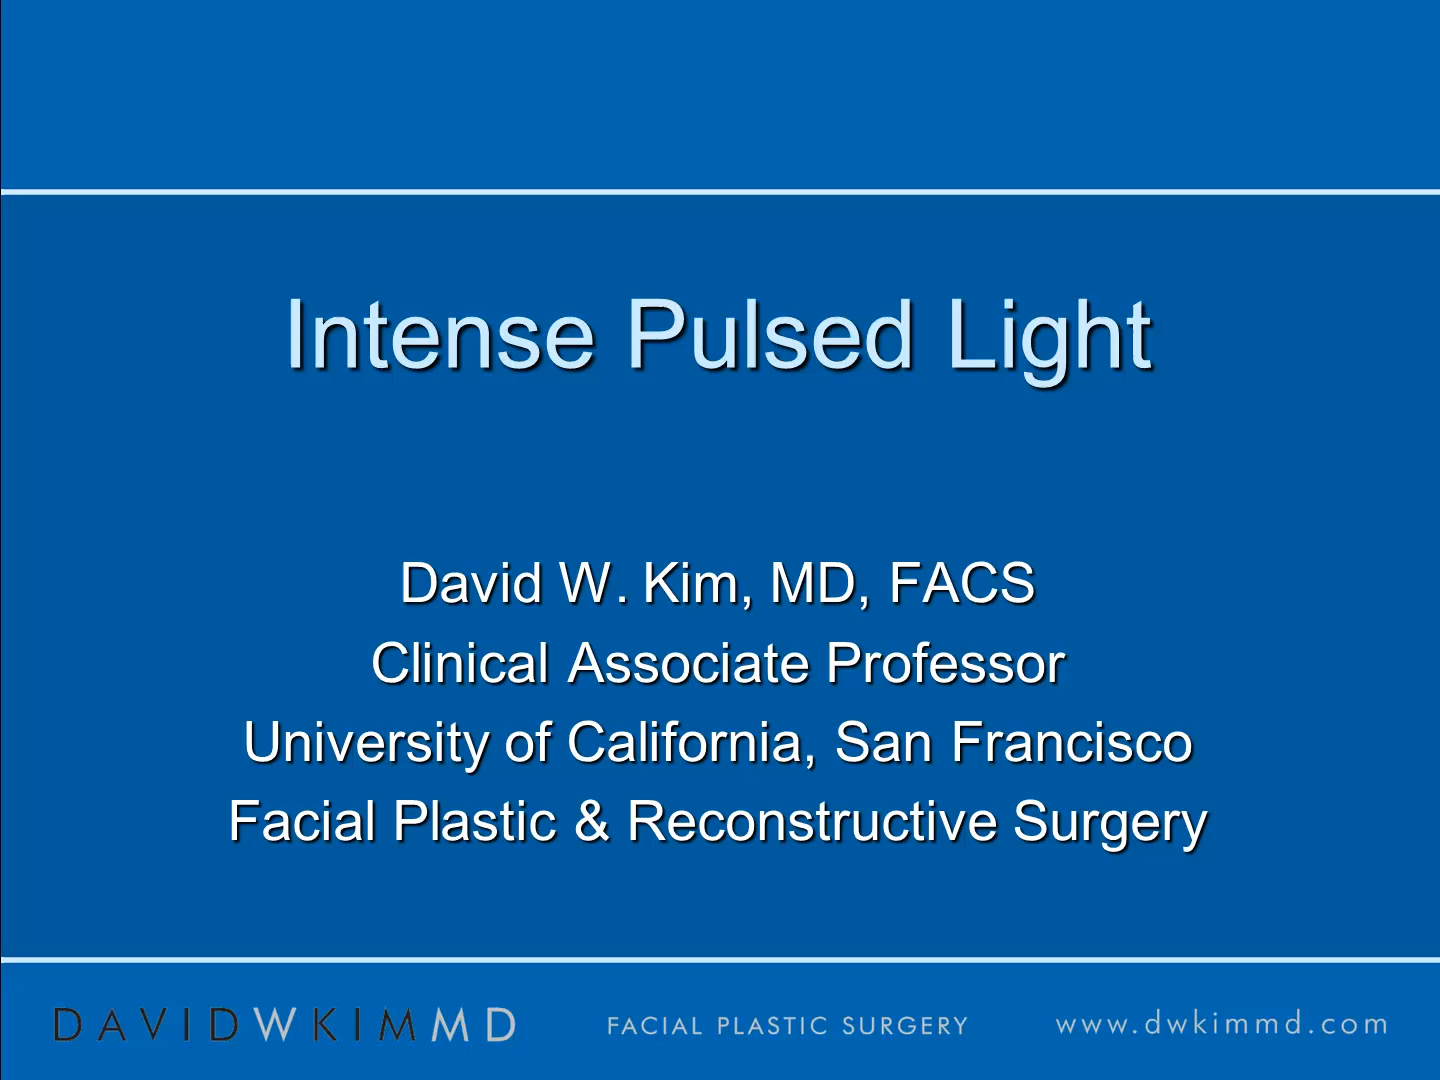 Intense Pulsed Light
David W. Kim, MD, FACS
Clinical Associate Professor
University of California, San Francisco
Facial Plastic & Reconstructive Surgery
DAVIDWKIMMD FACIAL PLASTIC SURGERY www.dwkimmd.com